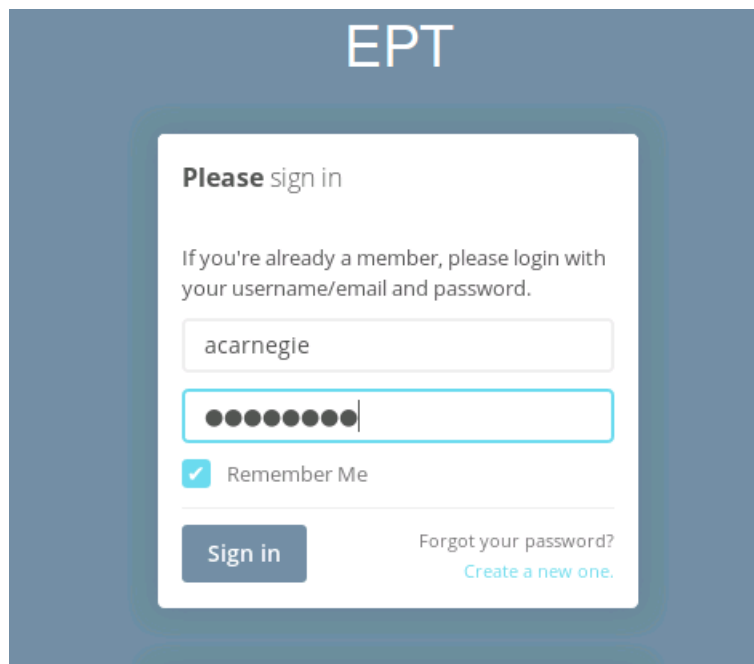 EPT
Please sign in
If you're already a member, please login with
your username/email and password.
acarnegie
●●●●●●●●
Remember Me
Sign in
Forgot your password?
Create a new one.